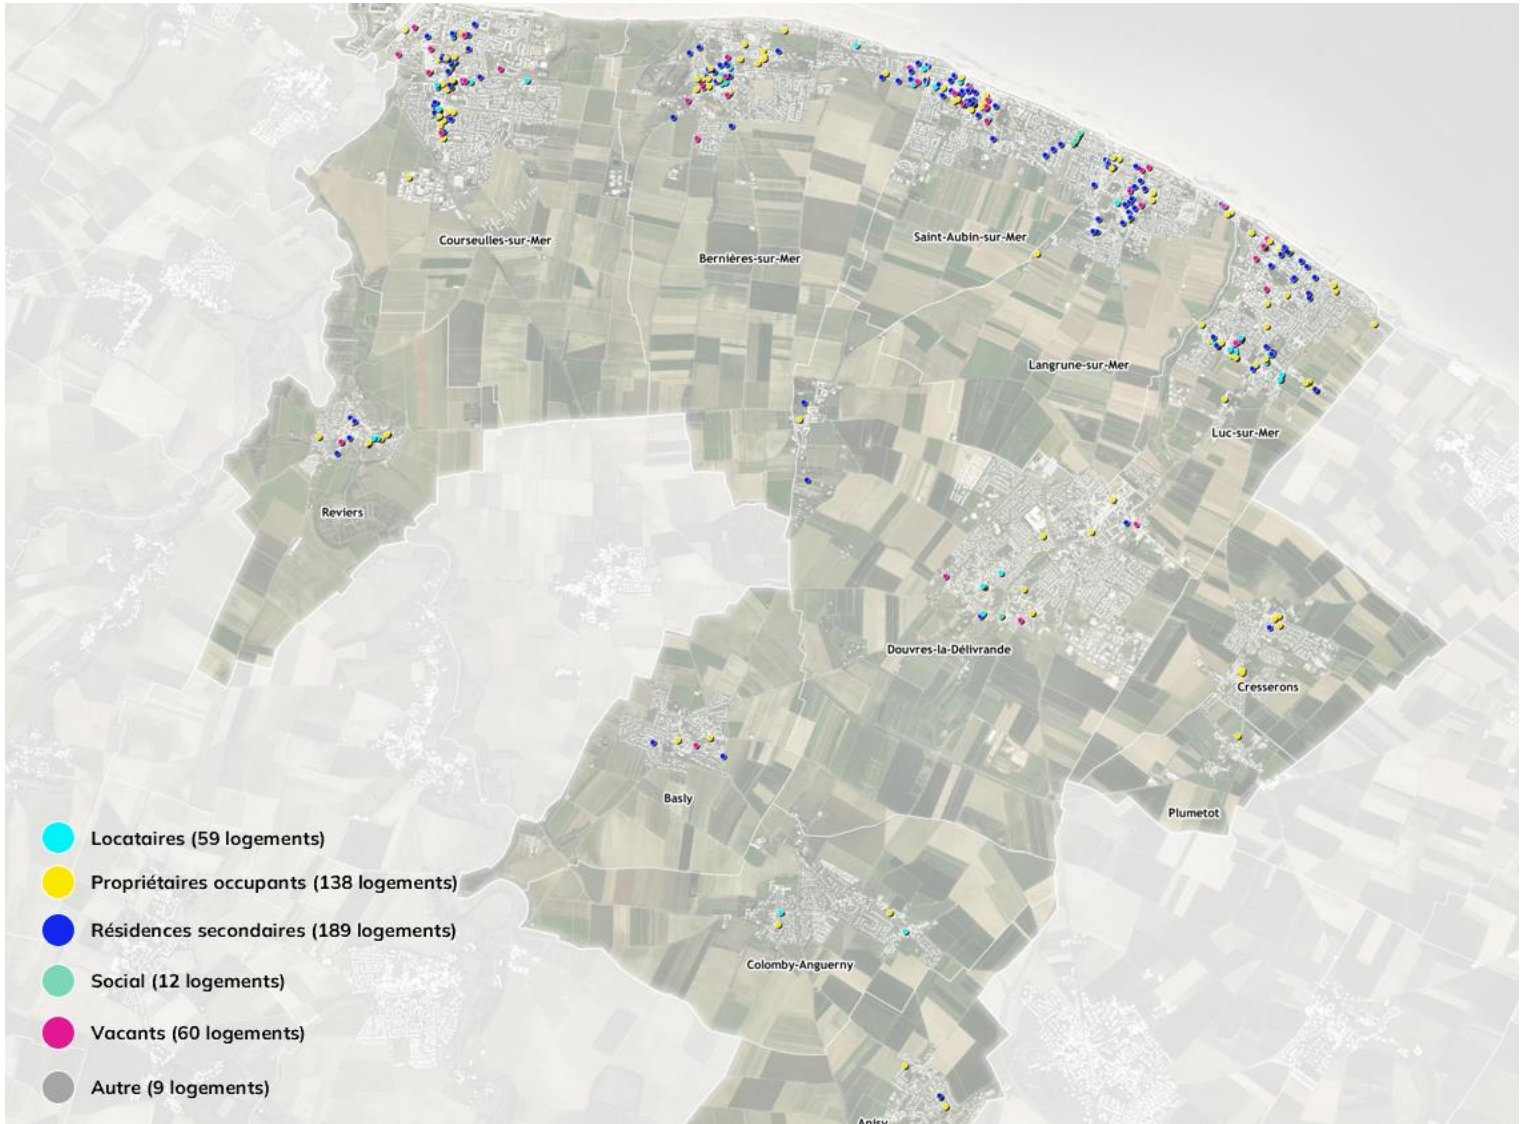 Courseulles-sur-Mer
Bernières-sur-Mer
Saint-Aubin-sur-Mer
Langrune-sur-Mer
Luc-sur-Mer
Reviers
Douvres-la-Délivrande
Cresserons
Basly
Plumetot
Colomby-Anguerny
Anisy
Locataires (59 logements)
Propriétaires occupants (138 logements)
Résidences secondaires (189 logements)
Social (12 logements)
Vacants (60 logements)
Autre (9 logements)